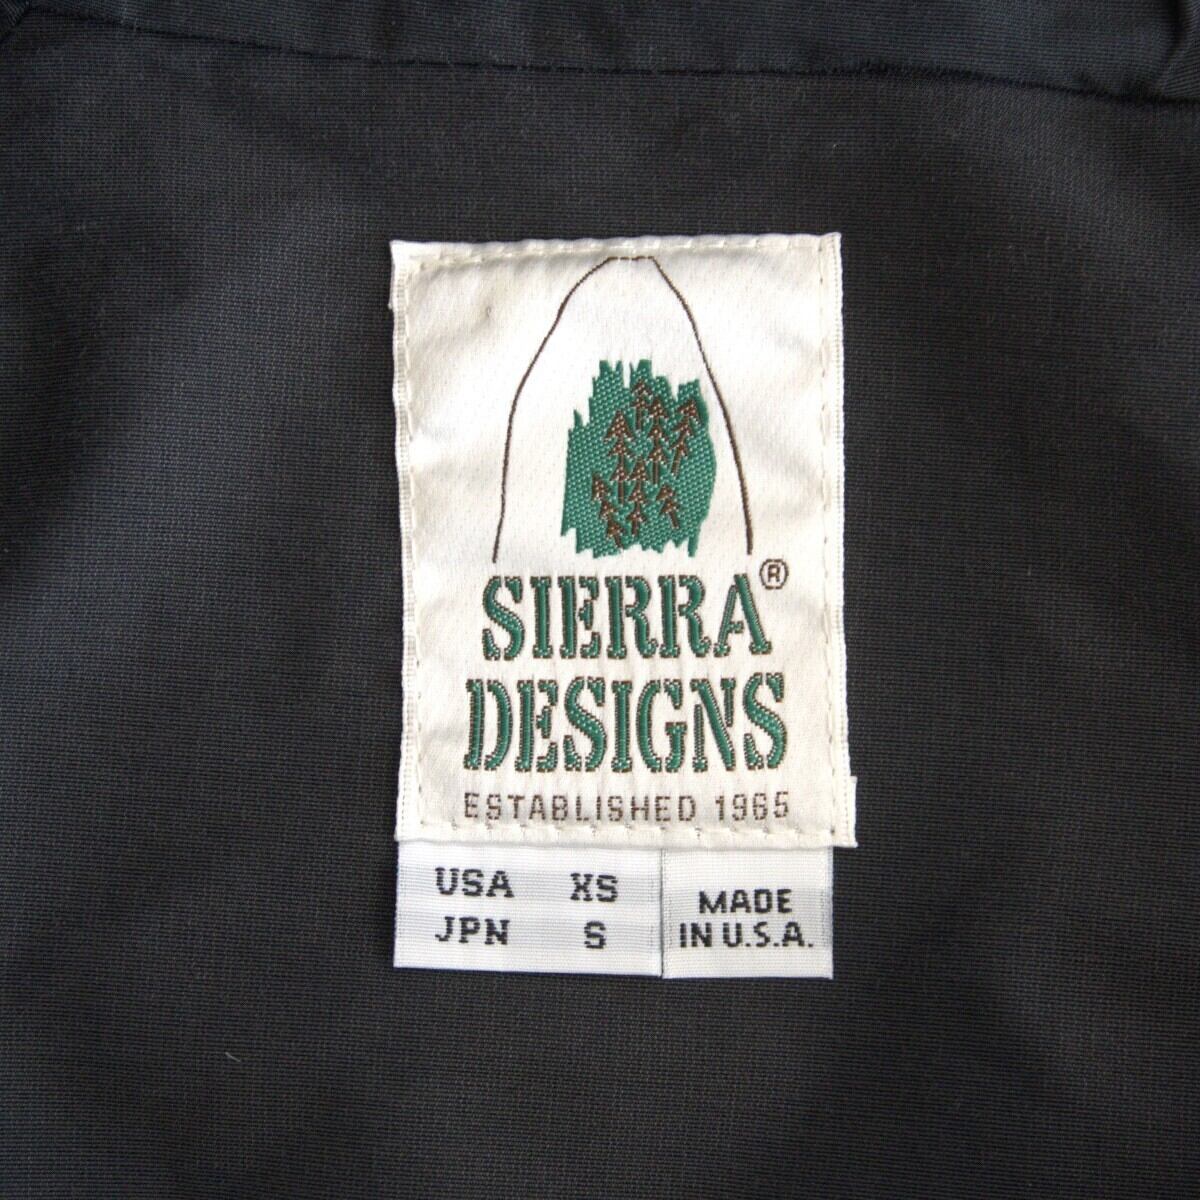 SIERRA®
DESIGNS
ESTABLISHED 1965
USA XS
JPN S
MADE
IN U.S.A.